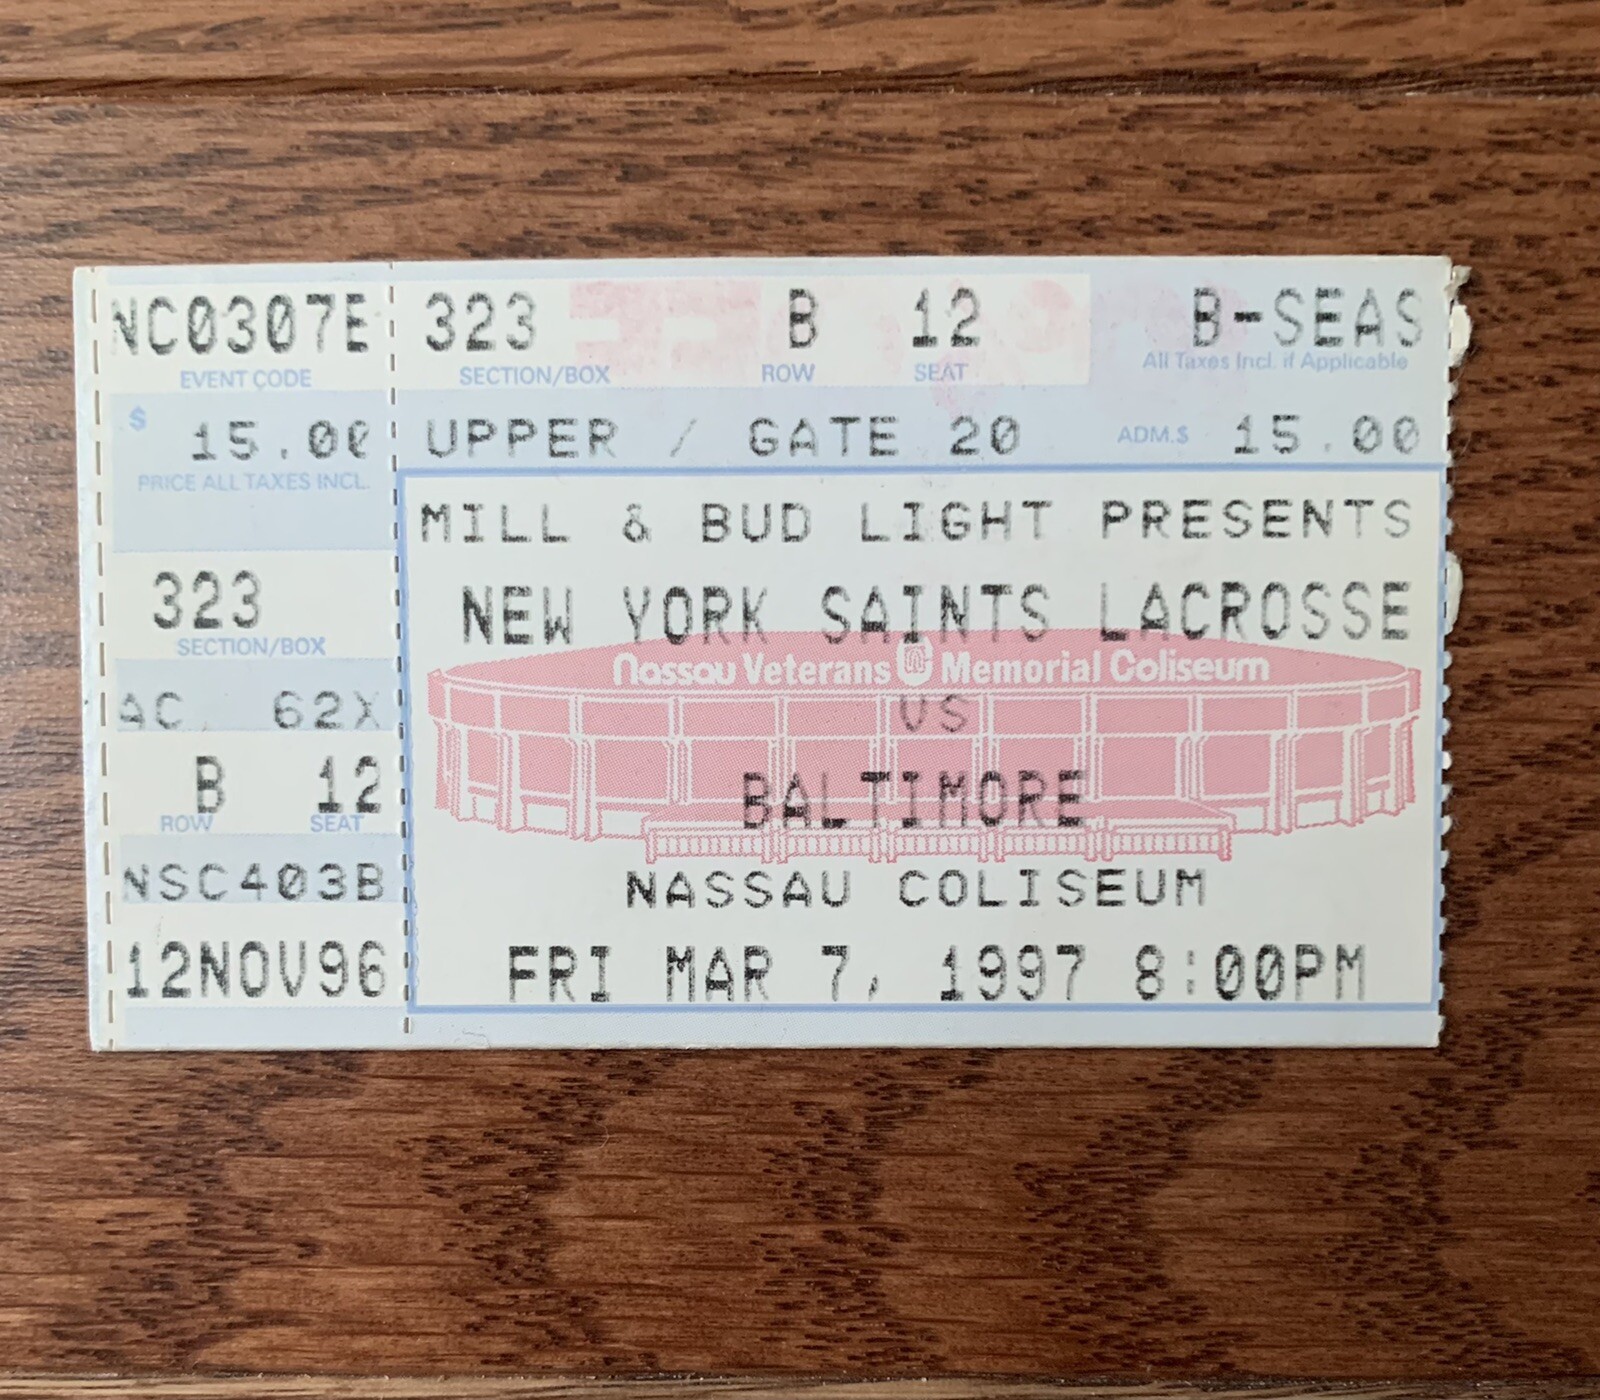 NC0307E 323 B 12 B-SEAS
EVENT CODE SECTION/BOX ROW SEAT All Taxes Incl. if Applicable
$ 15.00 UPPER / GATE 20 ADM.$ 15.00
PRICE ALL TAXES INCL.
323
SECTION/BOX
AC 62X
B 12
ROW SEAT
NSC403B
12NOV96
MILL & BUD LIGHT PRESENTS
NEW YORK SAINTS LACROSSE
Nassau Veterans Memorial Coliseum
VS
BALTIMORE
NASSAU COLISEUM
FRI MAR 7, 1997 8:00PM